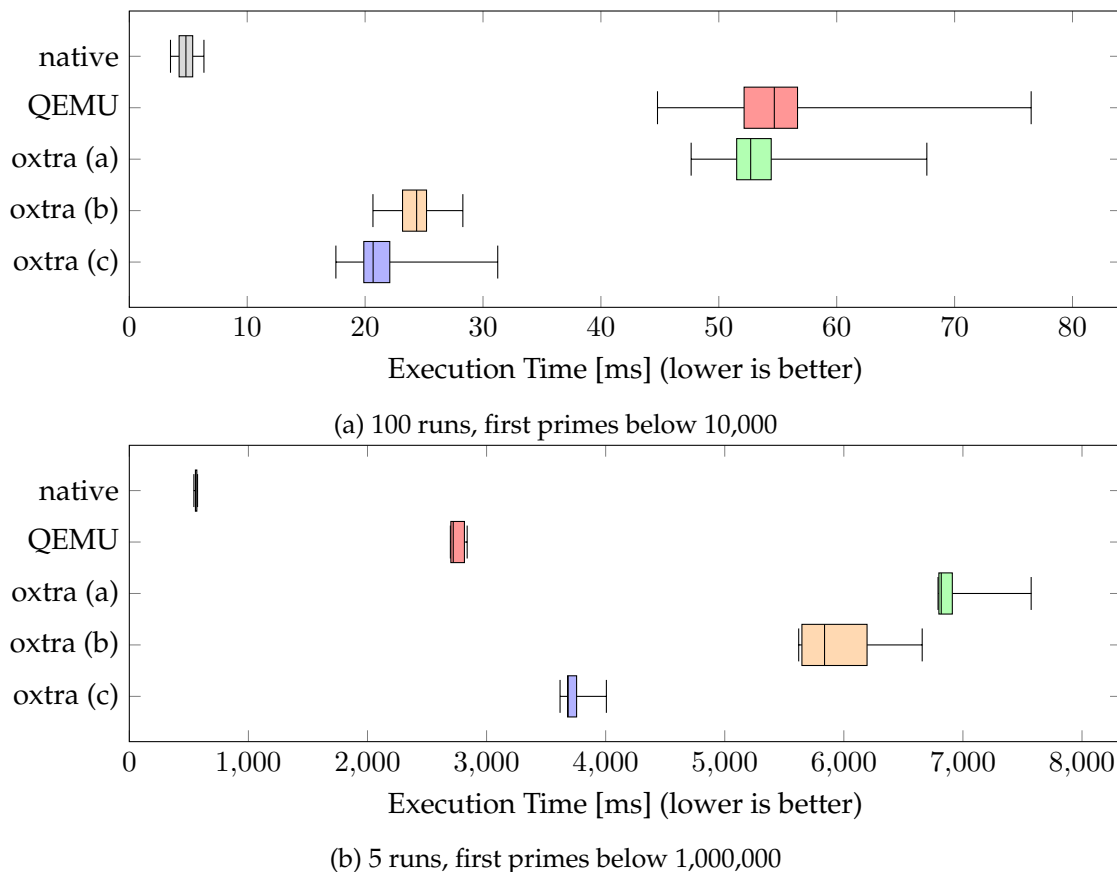 native
QEMU
oxtra (a)
oxtra (b)
oxtra (c)
0 10 20 30 40 50 60 70 80
Execution Time [ms] (lower is better)
(a) 100 runs, first primes below 10,000
native
QEMU
oxtra (a)
oxtra (b)
oxtra (c)
0 1,000 2,000 3,000 4,000 5,000 6,000 7,000 8,000
Execution Time [ms] (lower is better)
(b) 5 runs, first primes below 1,000,000